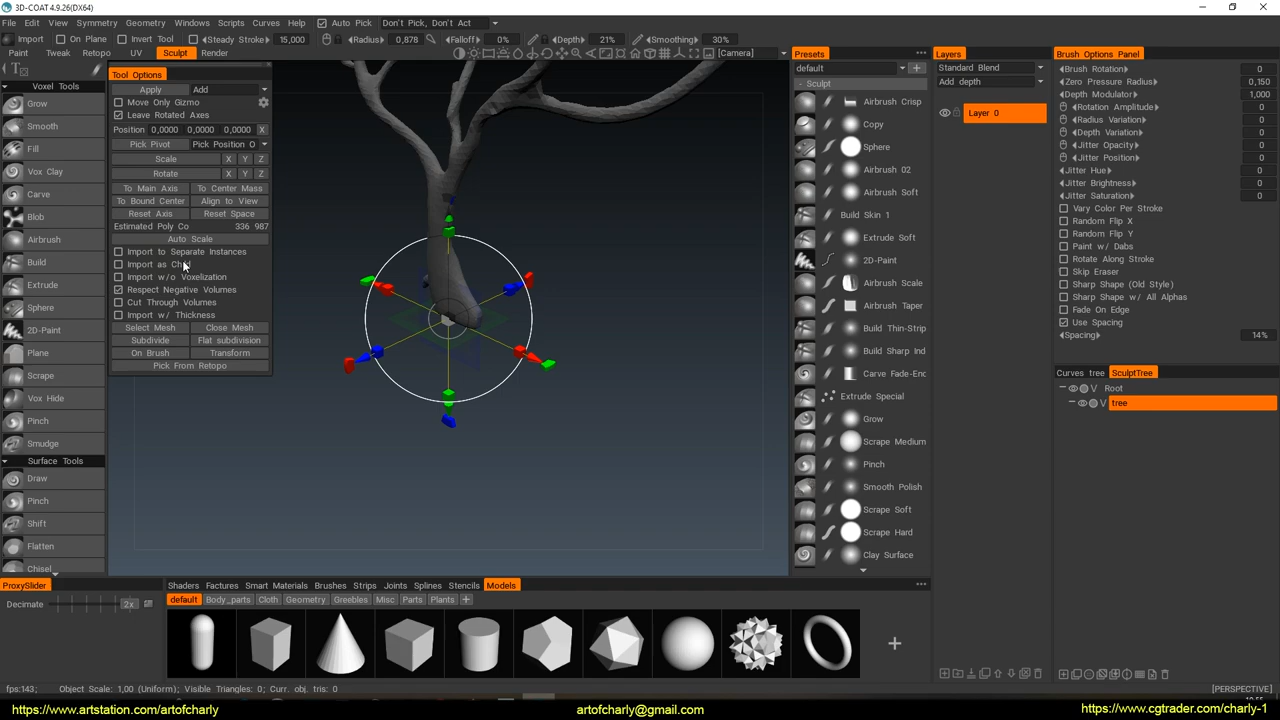 3D-COAT 4.9.26(DX64)
File Edit View Symmetry Geometry Windows Scripts Curves Help Auto Pick Don't Pick, Don't Act
Import On Plane Invert Tool Steady Stroke 15,000 Radius 0,878 Falloff 0% Depth 21% Smoothing 30%
Paint Tweak Retopo UV Sculpt Render [Camera]
Tool Options
Apply Add
Move Only Gizmo
Leave Rotated Axes
Position 0,0000 0,0000 0,0000 X
Pick Pivot Pick Position O
Scale X Y Z
Rotate X Y Z
To Main Axis To Center Mass
To Bound Center Align to View
Reset Axis Reset Space
Estimated Poly Co 336 987
Auto Scale
Import to Separate Instances
Import as Child
Import w/o Voxelization
Respect Negative Volumes
Cut Through Volumes
Import w/ Thickness
Select Mesh Close Mesh
Subdivide Flat subdivision
On Brush Transform
Pick From Retopo
Voxel Tools
Grow
Smooth
Fill
Vox Clay
Carve
Blob
Airbrush
Build
Extrude
Sphere
2D-Paint
Plane
Scrape
Vox Hide
Pinch
Smudge
Surface Tools
Draw
Pinch
Shift
Flatten
Chisel
Presets
default
Sculpt
Airbrush Crisp
Copy
Sphere
Airbrush 02
Airbrush Soft
Build Skin 1
Extrude Soft
2D-Paint
Airbrush Scale
Airbrush Taper
Build Thin-Strip
Build Sharp Ind
Carve Fade-End
Extrude Special
Grow
Scrape Medium
Pinch
Smooth Polish
Scrape Soft
Scrape Hard
Clay Surface
Layers
Standard Blend
Add depth
Layer 0
Brush Options Panel
Brush Rotation 0
Zero Pressure Radius 0,150
Depth Modulator 1,000
Rotation Amplitude 0
Radius Variation 0
Depth Variation 0
Jitter Opacity 0
Jitter Position 0
Jitter Hue 0
Jitter Brightness 0
Jitter Saturation 0
Vary Color Per Stroke
Random Flip X
Random Flip Y
Paint w/ Dabs
Rotate Along Stroke
Skip Eraser
Sharp Shape (Old Style)
Sharp Shape w/ All Alphas
Fade On Edge
Use Spacing
Spacing 14%
Curves tree SculptTree
V Root
V tree
ProxySlider
Decimate 2x
Shaders Factures Smart Materials Brushes Strips Joints Splines Stencils Models
default Body_parts Cloth Geometry Greebles Misc Parts Plants
fps:143; Object Scale: 1,00 (Uniform); Visible Triangles: 0; Curr. obj. tris: 0
[PERSPECTIVE]
https://www.artstation.com/artofcharly artofcharly@gmail.com https://www.cgtrader.com/charly-1